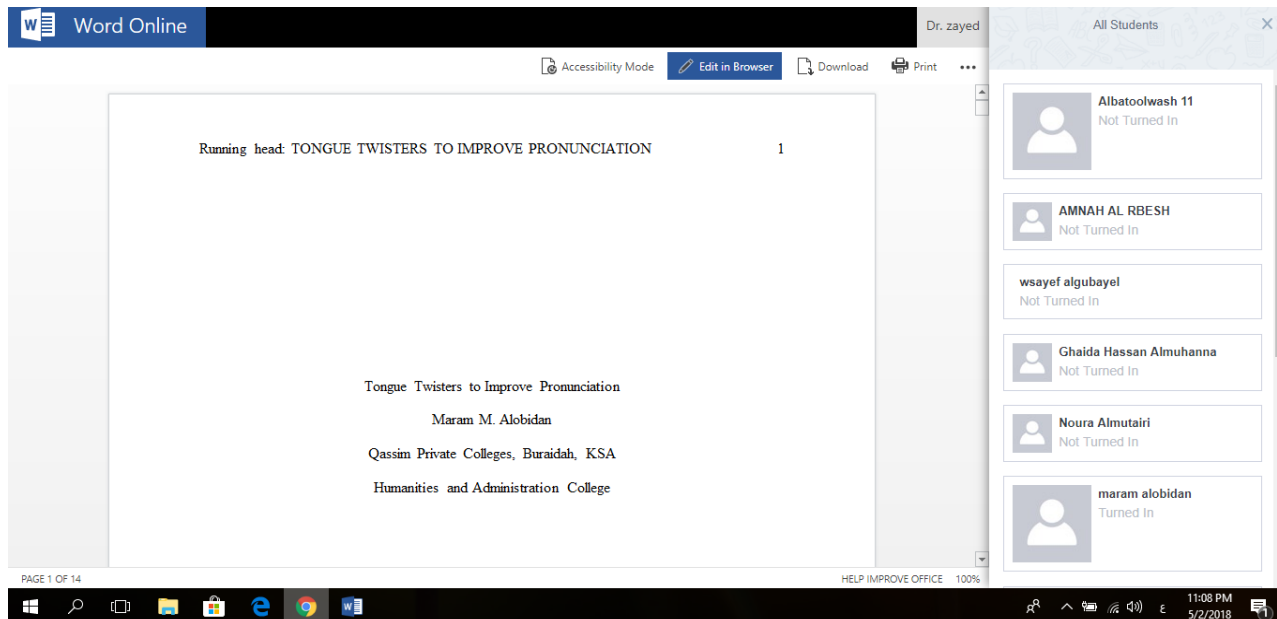 Word Online
Dr. zayed
All Students
Accessibility Mode
Edit in Browser
Download
Print
Running head: TONGUE TWISTERS TO IMPROVE PRONUNCIATION 1
Tongue Twisters to Improve Pronunciation
Maram M. Alobidan
Qassim Private Colleges, Buraidah, KSA
Humanities and Administration College
Albatoolwash 11
Not Turned In
AMNAH AL RBESH
Not Turned In
wsayef algubayel
Not Turned In
Ghaida Hassan Almuhanna
Not Turned In
Noura Almutairi
Not Turned In
maram alobidan
Turned In
PAGE 1 OF 14
HELP IMPROVE OFFICE 100%
ع
11:08 PM
5/2/2018
1